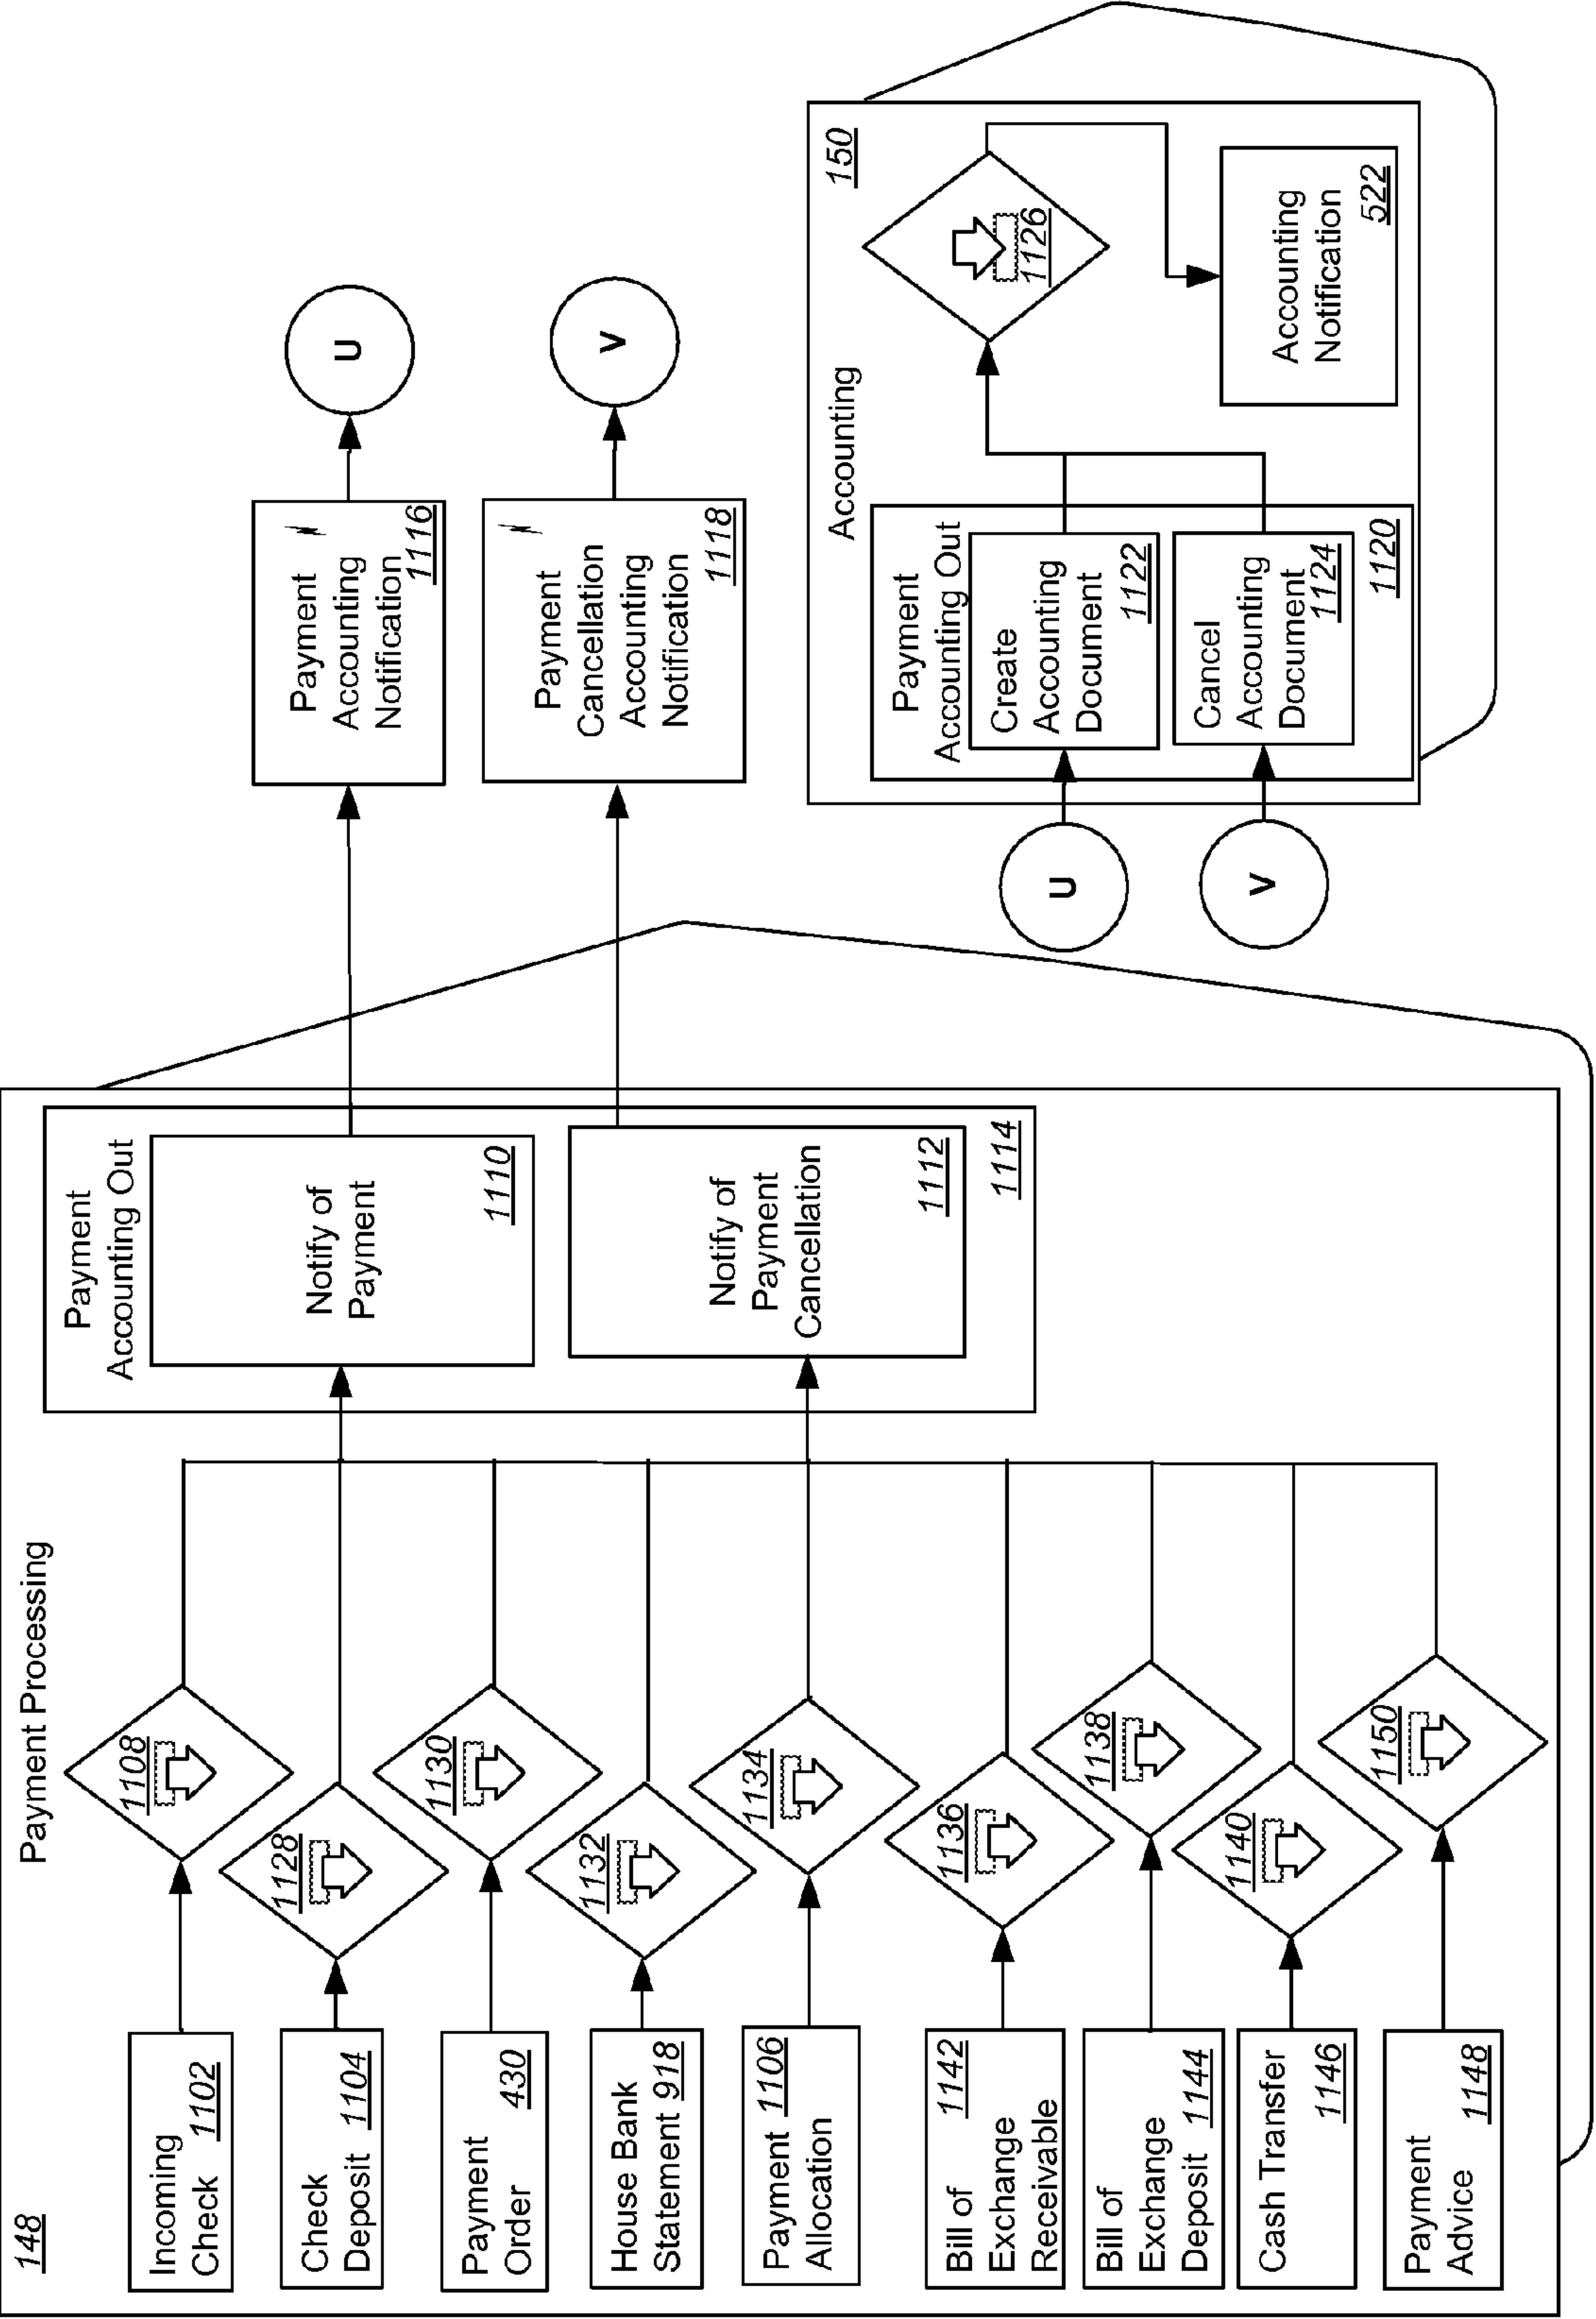 148
Payment Processing
Incoming
Check 1102
1108
Check
Deposit 1104
1128
Payment
Order 430
1130
House Bank
Statement 918
1132
Payment 1106
Allocation
1134
Bill of 1142
Exchange
Receivable
1136
Bill of
Exchange
Deposit 1144
1138
Cash Transfer
1146
1140
Payment
Advice 1148
1150
Payment
Accounting Out
Notify of
Payment
1110
Notify of
Payment
Cancellation
1112
1114
Payment
Accounting
Notification
1116
U
Payment
Cancellation
Accounting
Notification
1118
V
Accounting
150
U
V
Payment
Accounting Out
Create
Accounting
Document
1122
Cancel
Accounting
Document 1124
1120
1126
Accounting
Notification
522